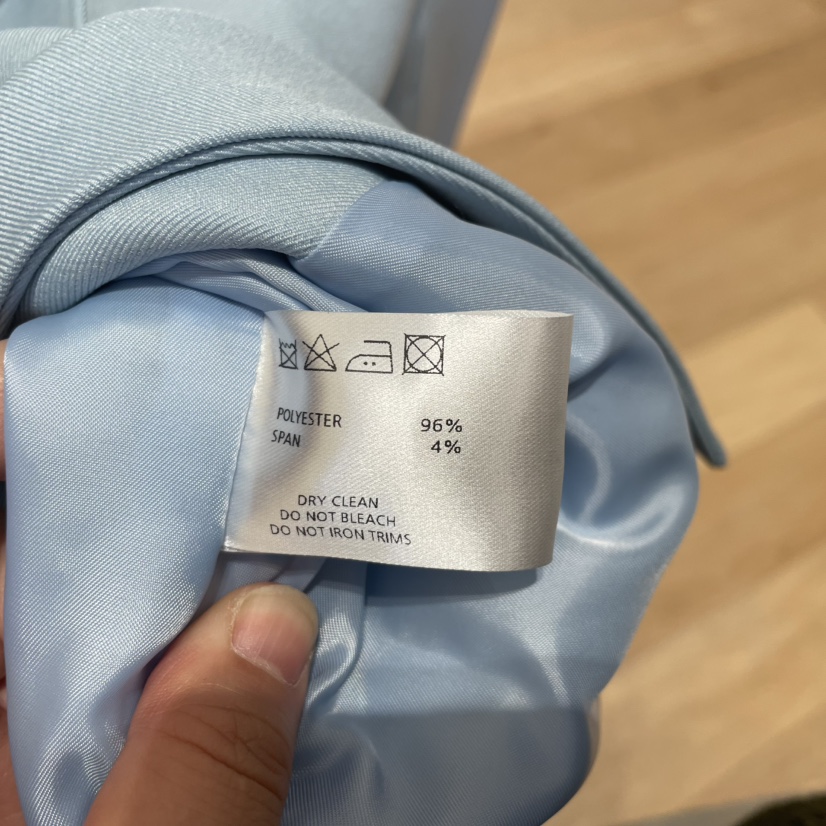 POLYESTER 96%
SPAN 4%
DRY CLEAN
DO NOT BLEACH
DO NOT IRON TRIMS